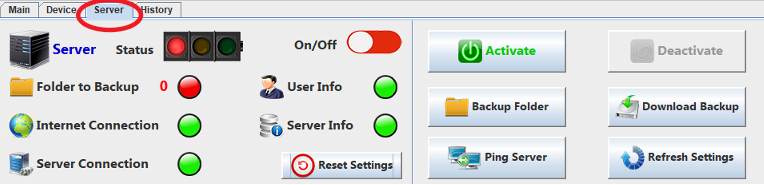 Main Device Server History
Server Status On/Off Activate Deactivate
Folder to Backup 0 User Info Backup Folder Download Backup
Internet Connection Server Info
Server Connection Reset Settings Ping Server Refresh Settings